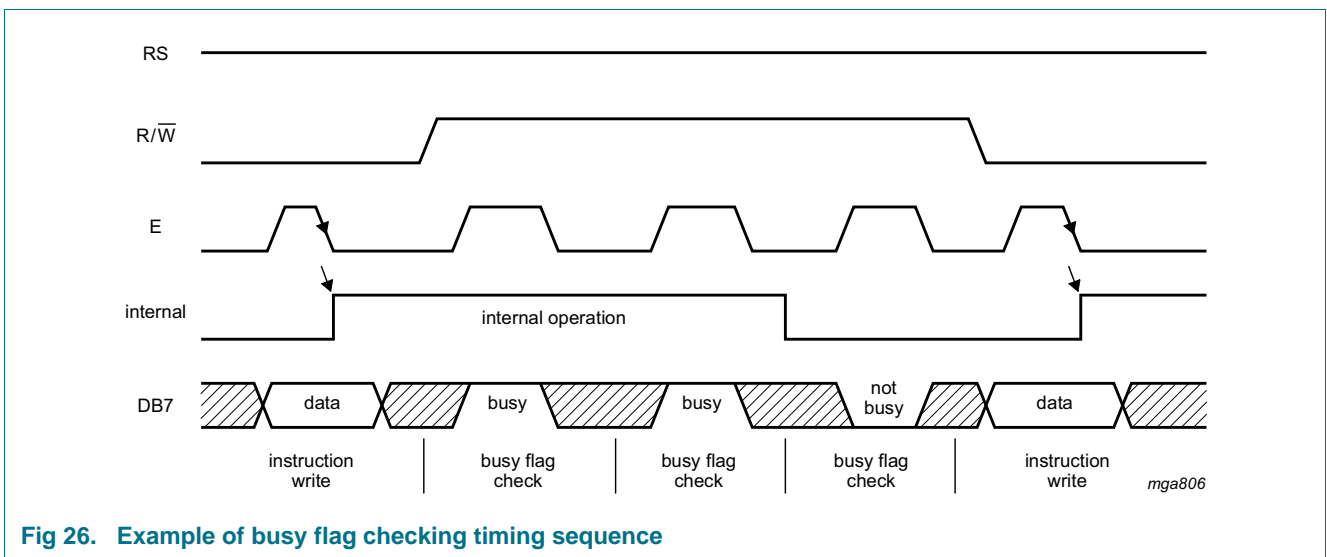 RS
R/W̅
E
internal
internal operation
DB7
data
busy
busy
not
busy
data
instruction
write
busy flag
check
busy flag
check
busy flag
check
instruction
write
mga806
Fig 26. Example of busy flag checking timing sequence